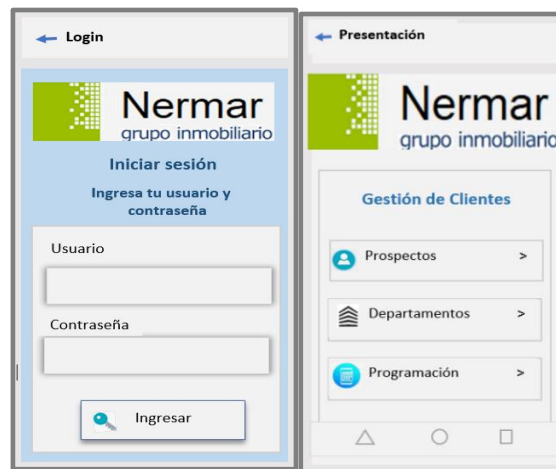 Login
Nermar
grupo inmobiliario
Iniciar sesión
Ingresa tu usuario y
contraseña
Usuario
Contraseña
Ingresar
Presentación
Nermar
grupo inmobiliario
Gestión de Clientes
Prospectos >
Departamentos >
Programación >